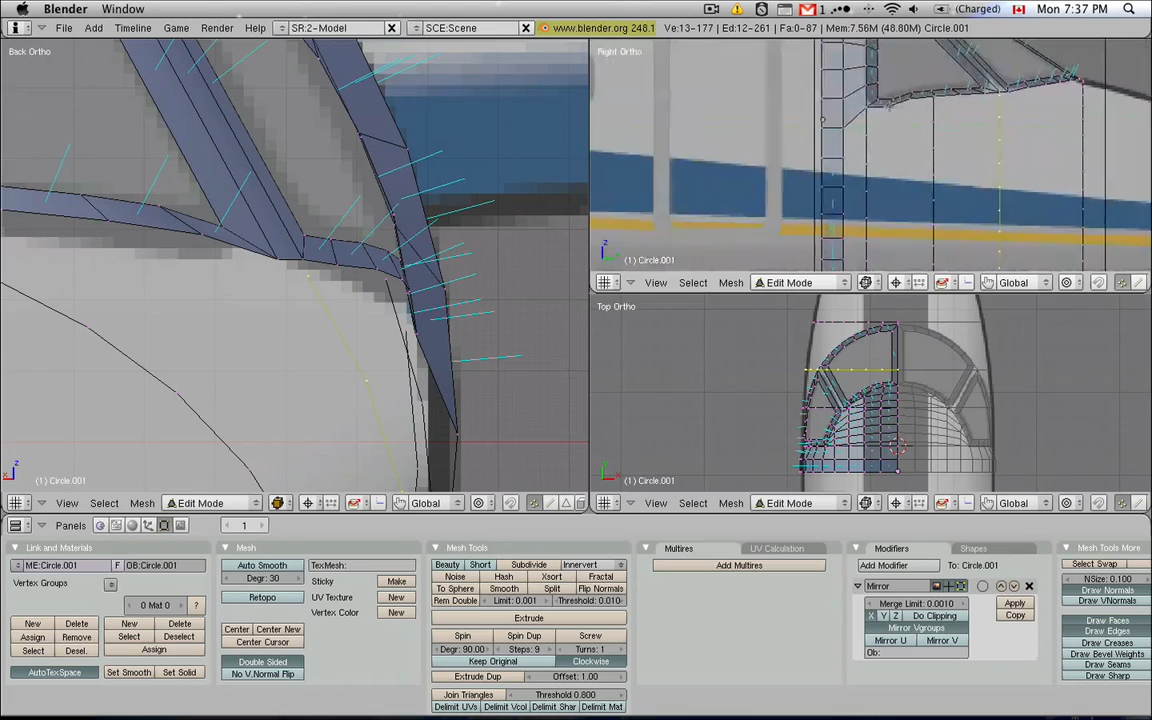 Blender Window 1 (Charged) Mon 7:37 PM
File Add Timeline Game Render Help SR:2-Model SCE:Scene www.blender.org 248.1 Ve:13-177 | Ed:12-261 | Fa:0-87 | Mem:7.56M (48.80M) Circle.001
Back Ortho
Right Ortho
z
(1) Circle.001
View Select Mesh Edit Mode Global
Top Ortho
z
x
(1) Circle.001
y
x
(1) Circle.001
View Select Mesh Edit Mode Global
View Select Mesh Edit Mode Global
Panels 1
Link and Materials
ME:Circle.001 F OB:Circle.001
Vertex Groups
0 Mat 0 ?
New Delete New Delete
Assign Remove Select Deselect
Select Desel. Assign
AutoTexSpace Set Smooth Set Solid
Mesh
Auto Smooth TexMesh:
Degr: 30 Sticky Make
Retopo UV Texture New
Vertex Color New
Center Center New
Center Cursor
Double Sided
No V.Normal Flip
Mesh Tools
Beauty Short Subdivide Innervert
Noise Hash Xsort Fractal
To Sphere Smooth Split Flip Normals
Rem Double Limit: 0.001 Threshold: 0.010
Extrude
Spin Spin Dup Screw
Degr: 90.00 Steps: 9 Turns: 1
Keep Original Clockwise
Extrude Dup Offset: 1.00
Join Triangles Threshold 0.800
Delimit UVs Delimit Vcol Delimit Shar Delimit Mat
Multires UV Calculation
Add Multires
Modifiers Shapes
Add Modifier To: Circle.001
Mirror
Merge Limit: 0.0010 Apply
X Y Z Do Clipping Copy
Mirror Vgroups
Mirror U Mirror V
Ob:
Mesh Tools More
Select Swap
NSize: 0.100
Draw Normals
Draw VNormals
Draw Faces
Draw Edges
Draw Creases
Draw Bevel Weights
Draw Seams
Draw Sharp